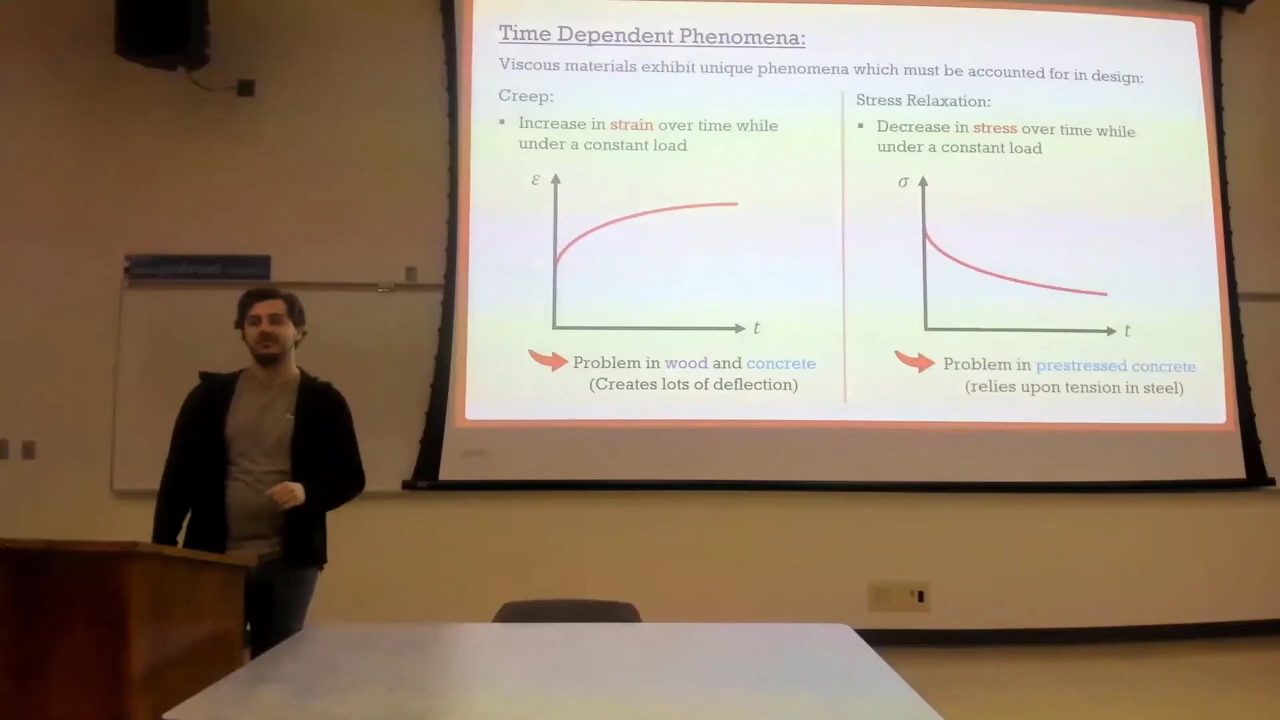 Time Dependent Phenomena:
Viscous materials exhibit unique phenomena which must be accounted for in design:
Creep:
▪ Increase in strain over time while
under a constant load
ε
t
Problem in wood and concrete
(Creates lots of deflection)
Stress Relaxation:
▪ Decrease in stress over time while
under a constant load
σ
t
Problem in prestressed concrete
(relies upon tension in steel)